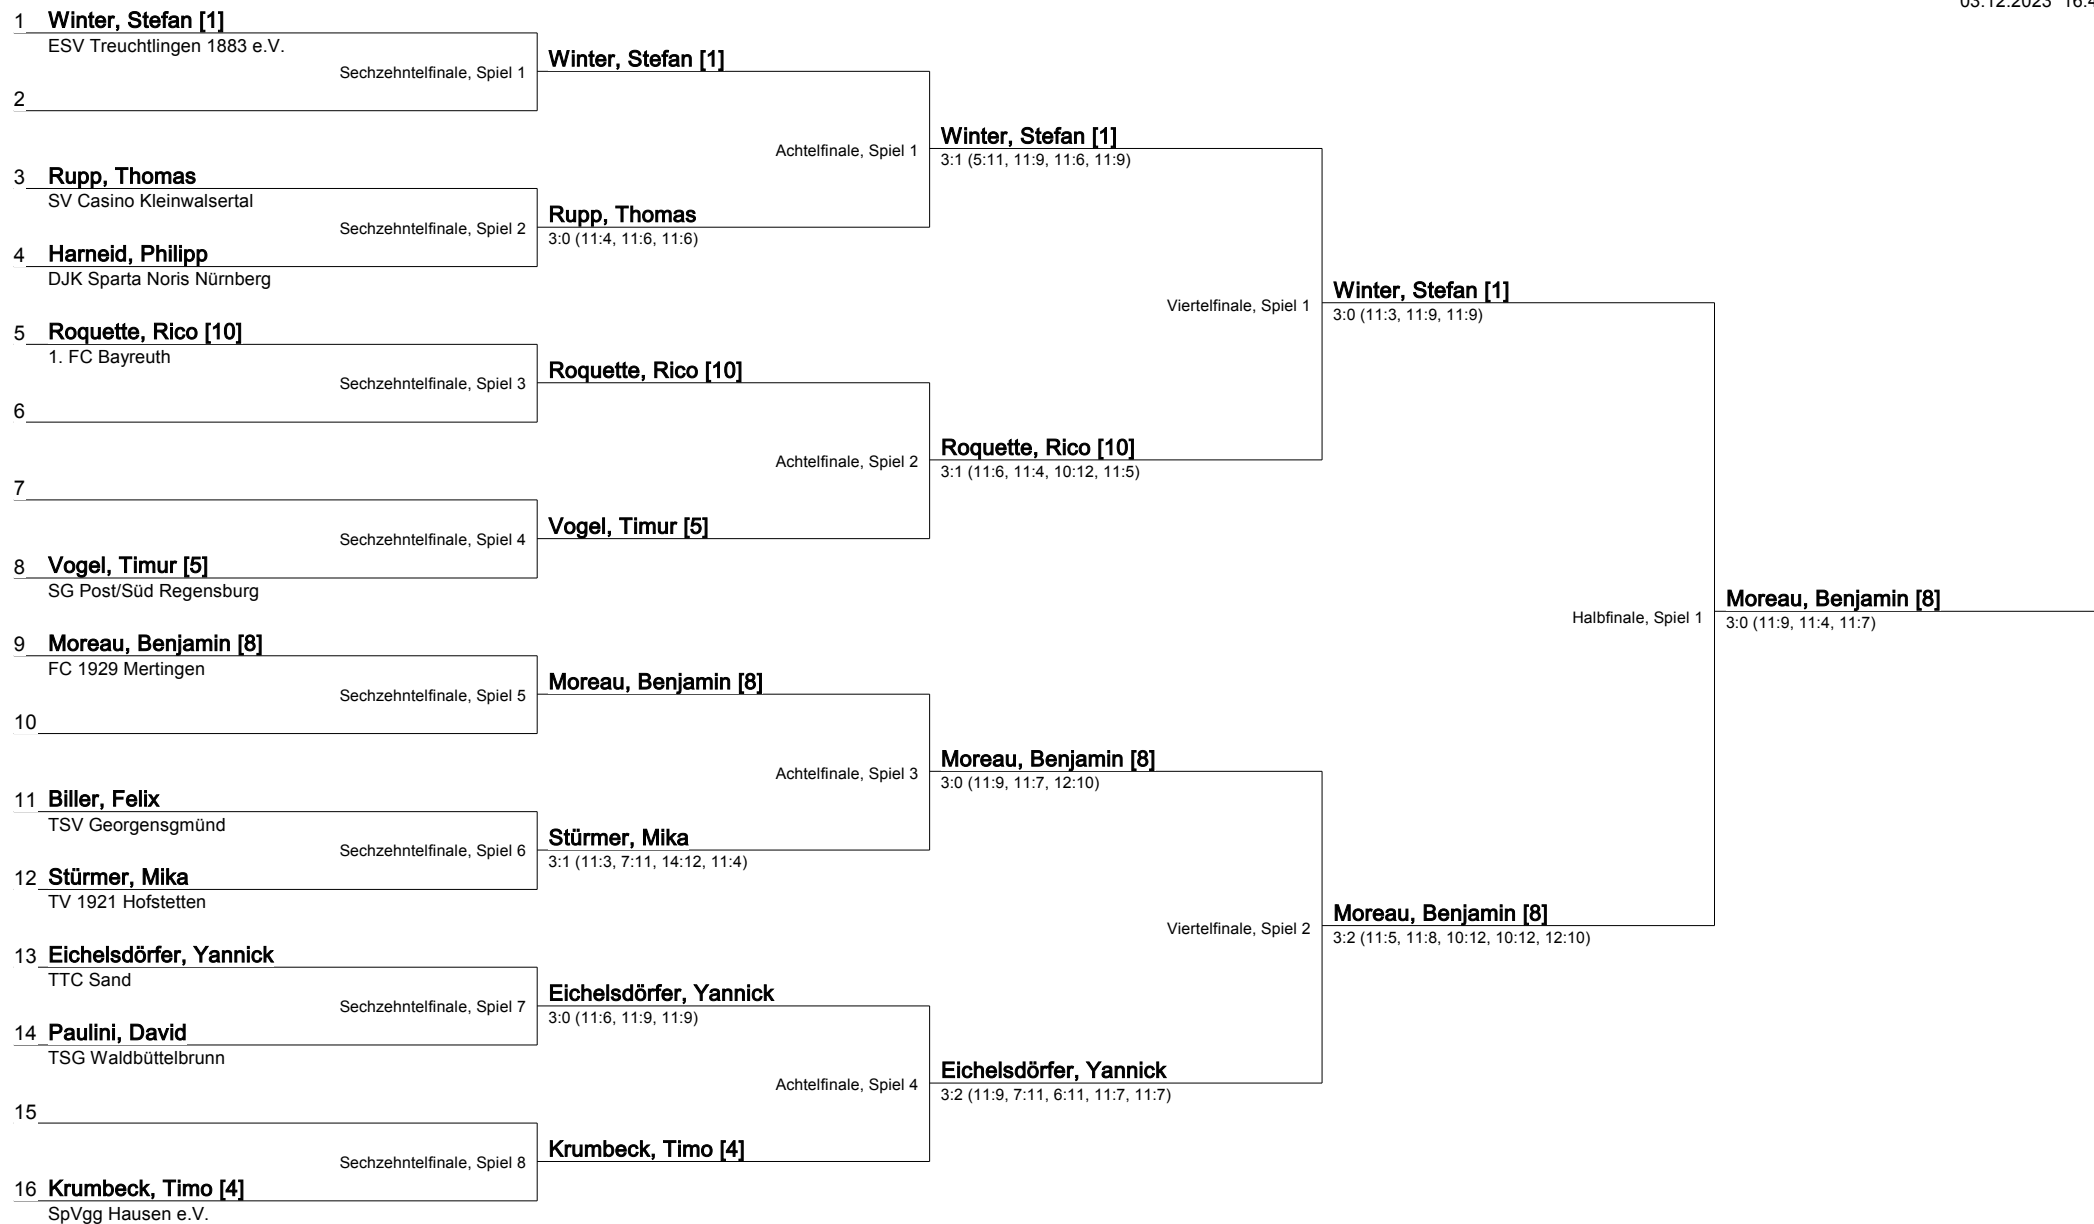 03.12.2023 16:4
1 Winter, Stefan [1]
ESV Treuchtlingen 1883 e.V.
Sechzehntelfinale, Spiel 1
Winter, Stefan [1]
2
Achtelfinale, Spiel 1
Winter, Stefan [1]
3:1 (5:11, 11:9, 11:6, 11:9)
3 Rupp, Thomas
SV Casino Kleinwalsertal
Sechzehntelfinale, Spiel 2
Rupp, Thomas
3:0 (11:4, 11:6, 11:6)
4 Harneid, Philipp
DJK Sparta Noris Nürnberg
Viertelfinale, Spiel 1
Winter, Stefan [1]
3:0 (11:3, 11:9, 11:9)
5 Roquette, Rico [10]
1. FC Bayreuth
Sechzehntelfinale, Spiel 3
Roquette, Rico [10]
6
Achtelfinale, Spiel 2
Roquette, Rico [10]
3:1 (11:6, 11:4, 10:12, 11:5)
7
Sechzehntelfinale, Spiel 4
Vogel, Timur [5]
8 Vogel, Timur [5]
SG Post/Süd Regensburg
Halbfinale, Spiel 1
Moreau, Benjamin [8]
3:0 (11:9, 11:4, 11:7)
9 Moreau, Benjamin [8]
FC 1929 Mertingen
Sechzehntelfinale, Spiel 5
Moreau, Benjamin [8]
10
Achtelfinale, Spiel 3
Moreau, Benjamin [8]
3:0 (11:9, 11:7, 12:10)
11 Biller, Felix
TSV Georgensgmünd
Sechzehntelfinale, Spiel 6
Stürmer, Mika
3:1 (11:3, 7:11, 14:12, 11:4)
12 Stürmer, Mika
TV 1921 Hofstetten
Viertelfinale, Spiel 2
Moreau, Benjamin [8]
3:2 (11:5, 11:8, 10:12, 10:12, 12:10)
13 Eichelsdörfer, Yannick
TTC Sand
Sechzehntelfinale, Spiel 7
Eichelsdörfer, Yannick
3:0 (11:6, 11:9, 11:9)
14 Paulini, David
TSG Waldbüttelbrunn
Achtelfinale, Spiel 4
Eichelsdörfer, Yannick
3:2 (11:9, 7:11, 6:11, 11:7, 11:7)
15
Sechzehntelfinale, Spiel 8
Krumbeck, Timo [4]
16 Krumbeck, Timo [4]
SpVgg Hausen e.V.